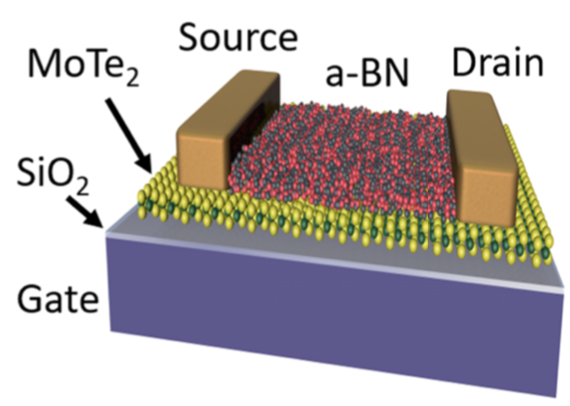 Source
MoTe₂
a-BN
Drain
SiO₂
Gate